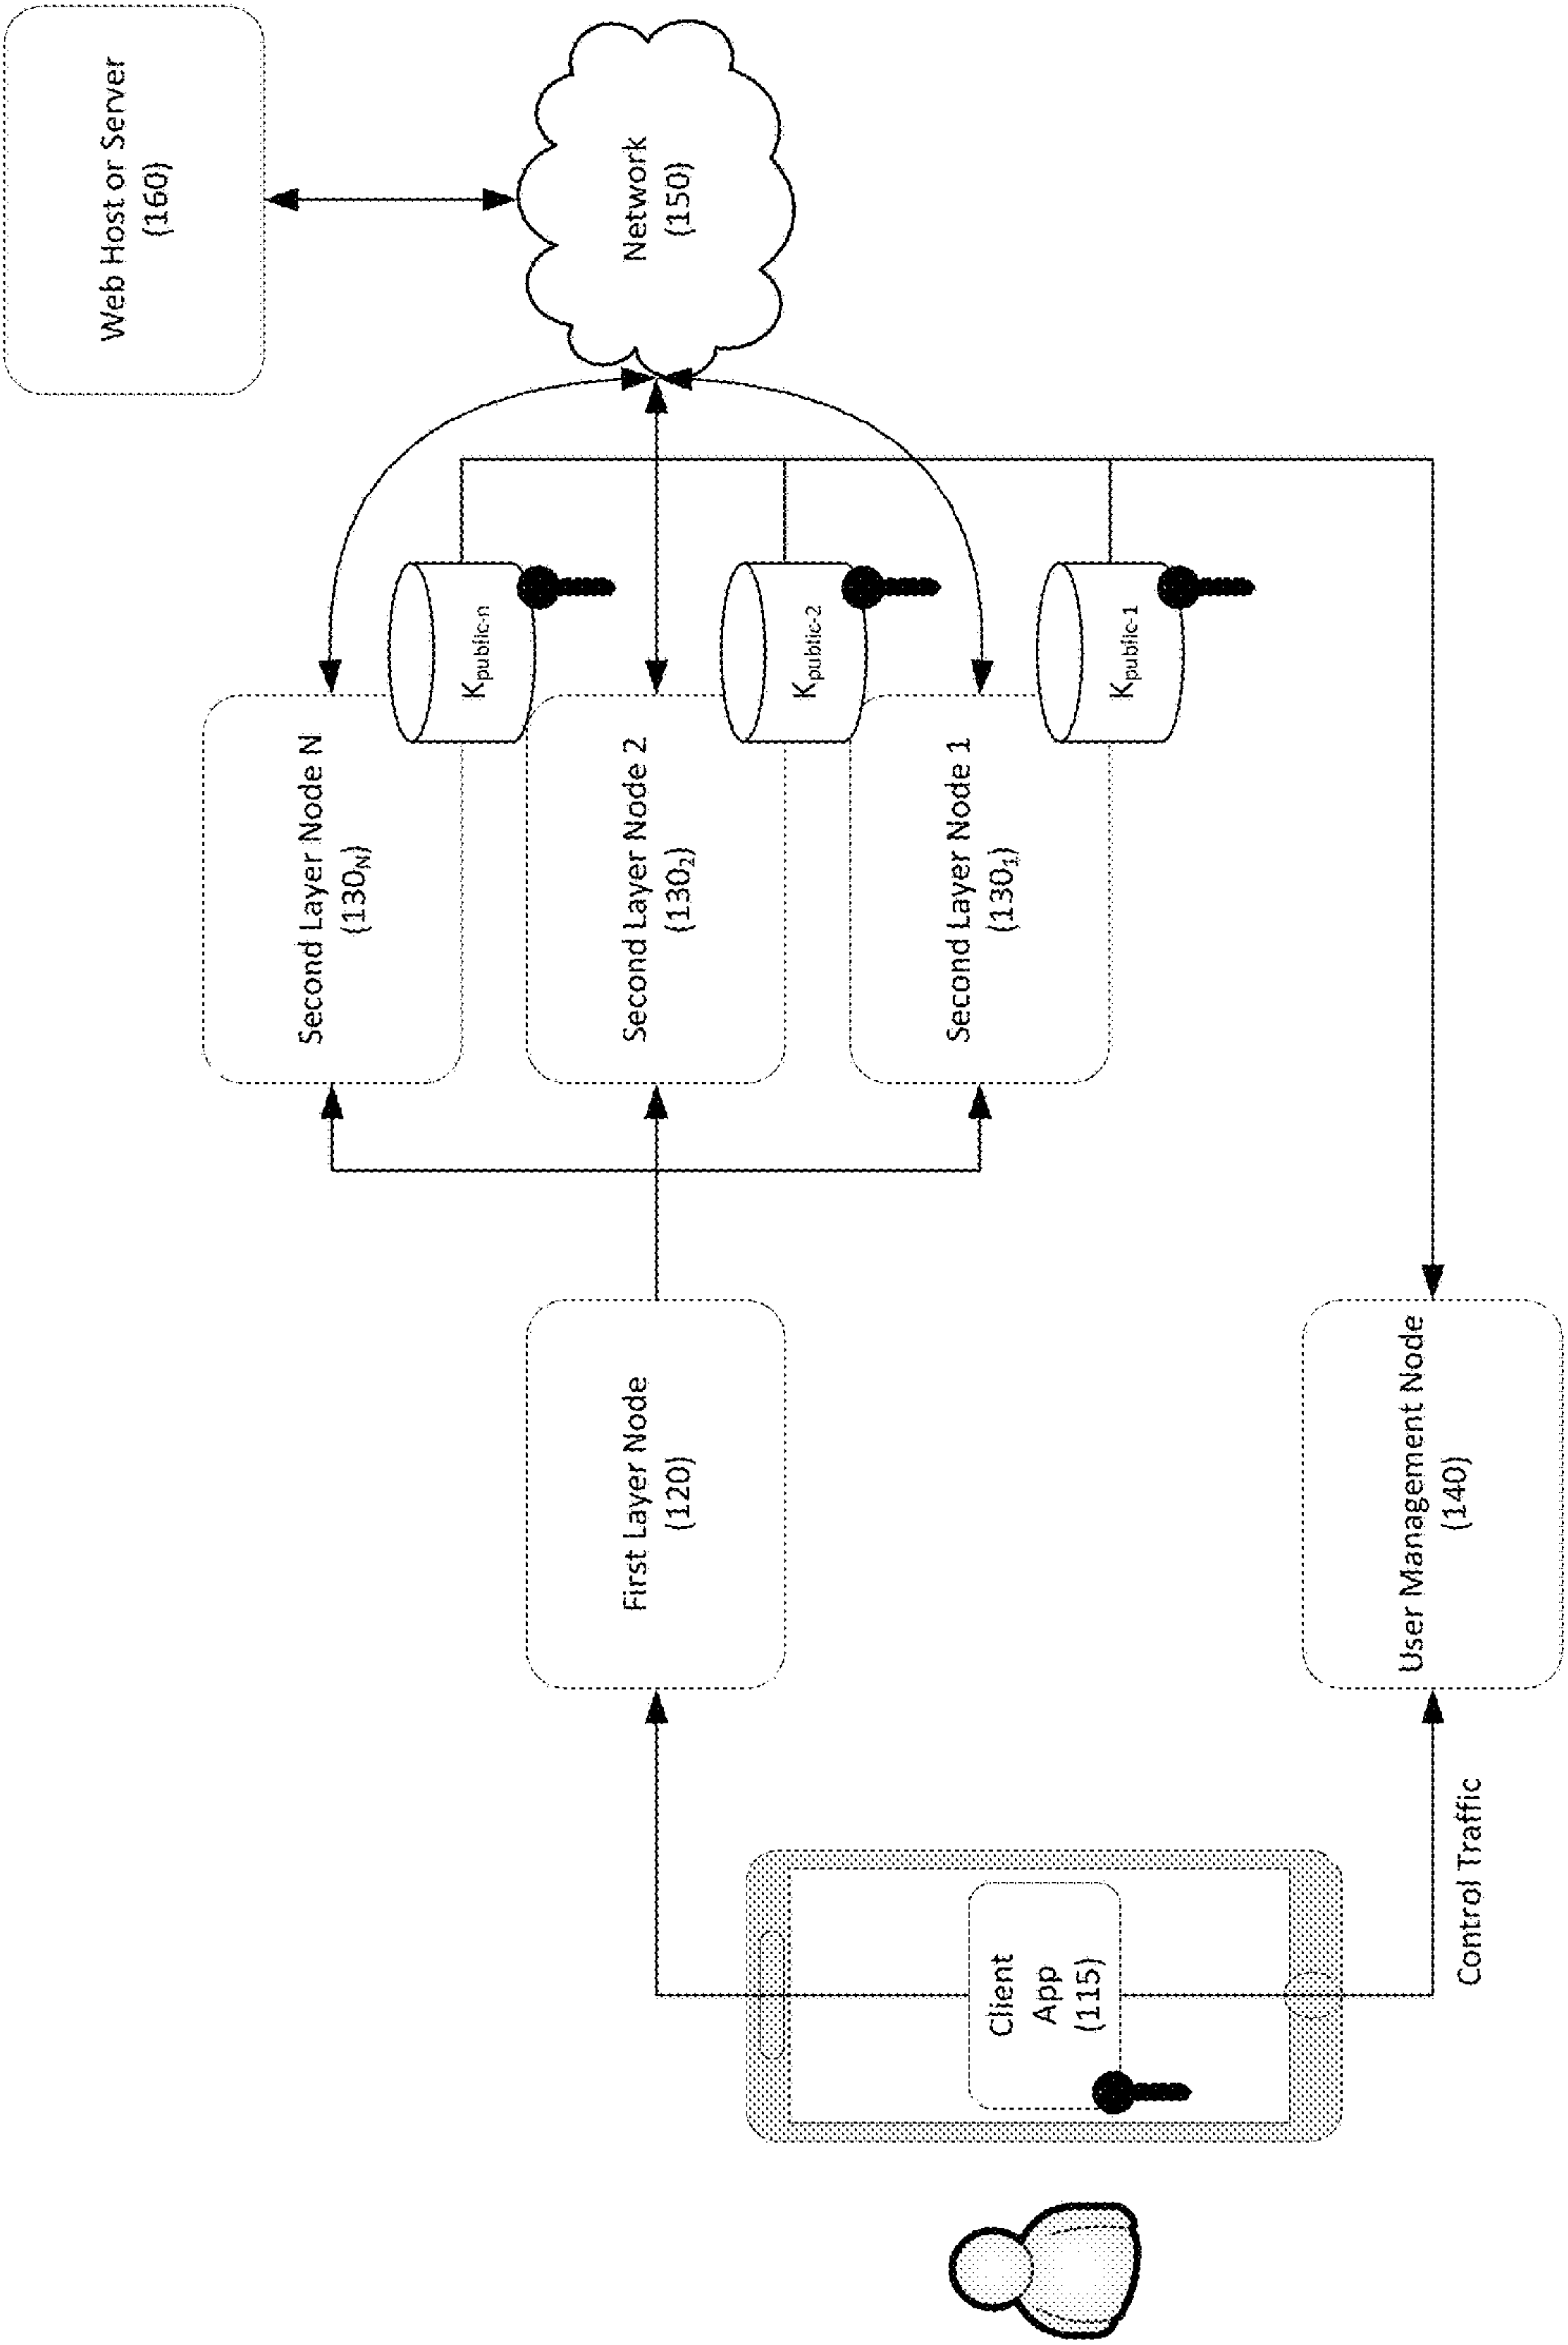 Web Host or Server
(160)
Network
(150)
Second Layer Node N
(130N)
Kpublic-n
Second Layer Node 2
(1302)
Kpublic-2
Second Layer Node 1
(1301)
Kpublic-1
First Layer Node
(120)
User Management Node
(140)
Client
App
(115)
Control Traffic